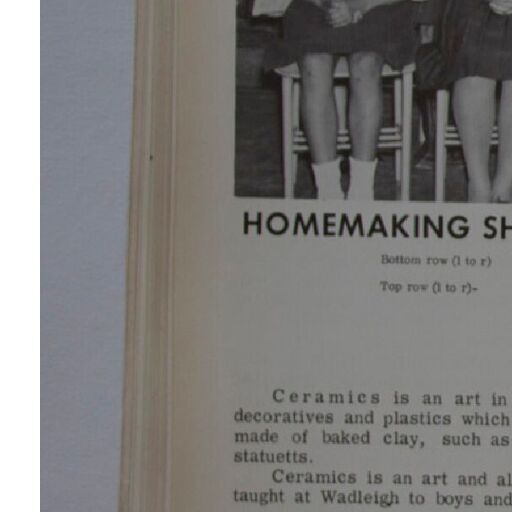 HOMEMAKING SH
Bottom row (l to r)
Top row (l to r)-
Ceramics is an art in
decoratives and plastics which
made of baked clay, such as
statuetts.
Ceramics is an art and al
taught at Wadleigh to boys and